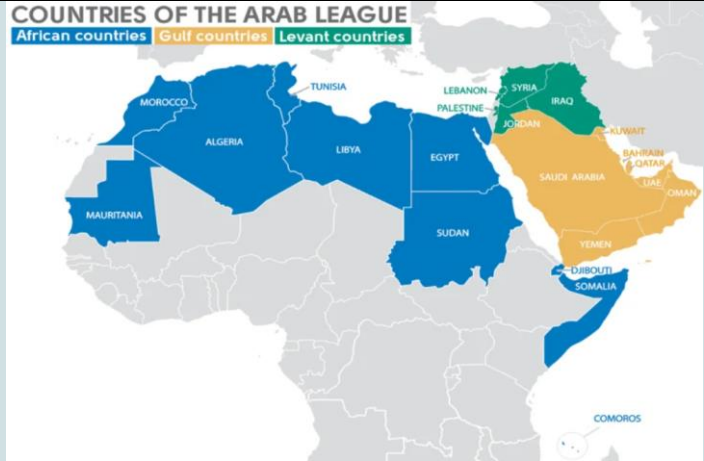 COUNTRIES OF THE ARAB LEAGUE
African countries Gulf countries Levant countries
TUNISIA
MOROCCO
LEBANON
SYRIA
IRAQ
PALESTINE
JORDAN
KUWAIT
ALGERIA
LIBYA
EGYPT
BAHRAIN
QATAR
SAUDI ARABIA
UAE
OMAN
MAURITANIA
SUDAN
YEMEN
DJIBOUTI
SOMALIA
COMOROS